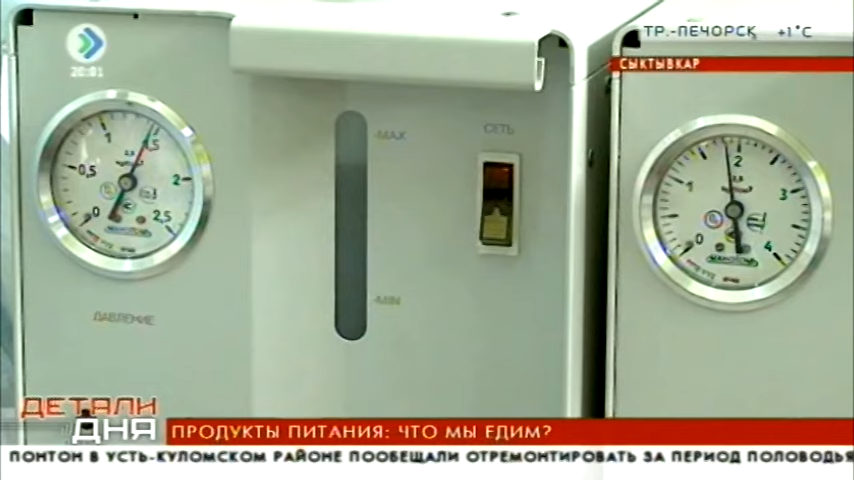 20:01
ТР.-ПЕЧОРСК +1°C
СЫКТЫВКАР
0
0,5
1
1,5
2
2,5
МАНОТОМЬ
ДАВЛЕНИЕ
MAX
MIN
СЕТЬ
0
1
2
3
4
МАНОТОМЬ
ДЕТАЛИ
ДНЯ
ПРОДУКТЫ ПИТАНИЯ: ЧТО МЫ ЕДИМ?
ПОНТОН В УСТЬ-КУЛОМСКОМ РАЙОНЕ ПООБЕЩАЛИ ОТРЕМОНТИРОВАТЬ ЗА ПЕРИОД ПОЛОВОДЬЯ